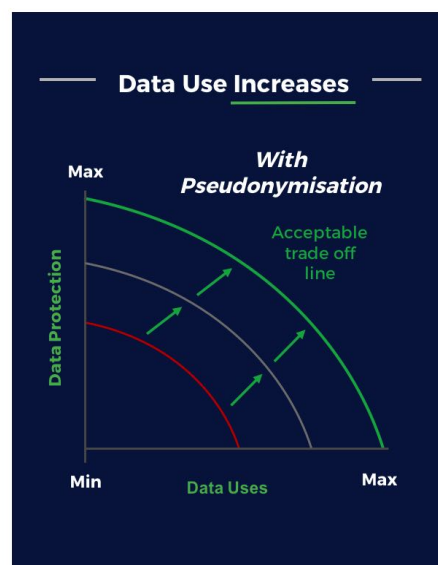 Data Use Increases
With
Pseudonymisation
Max
Acceptable
trade off
line
Data Protection
Min
Data Uses
Max